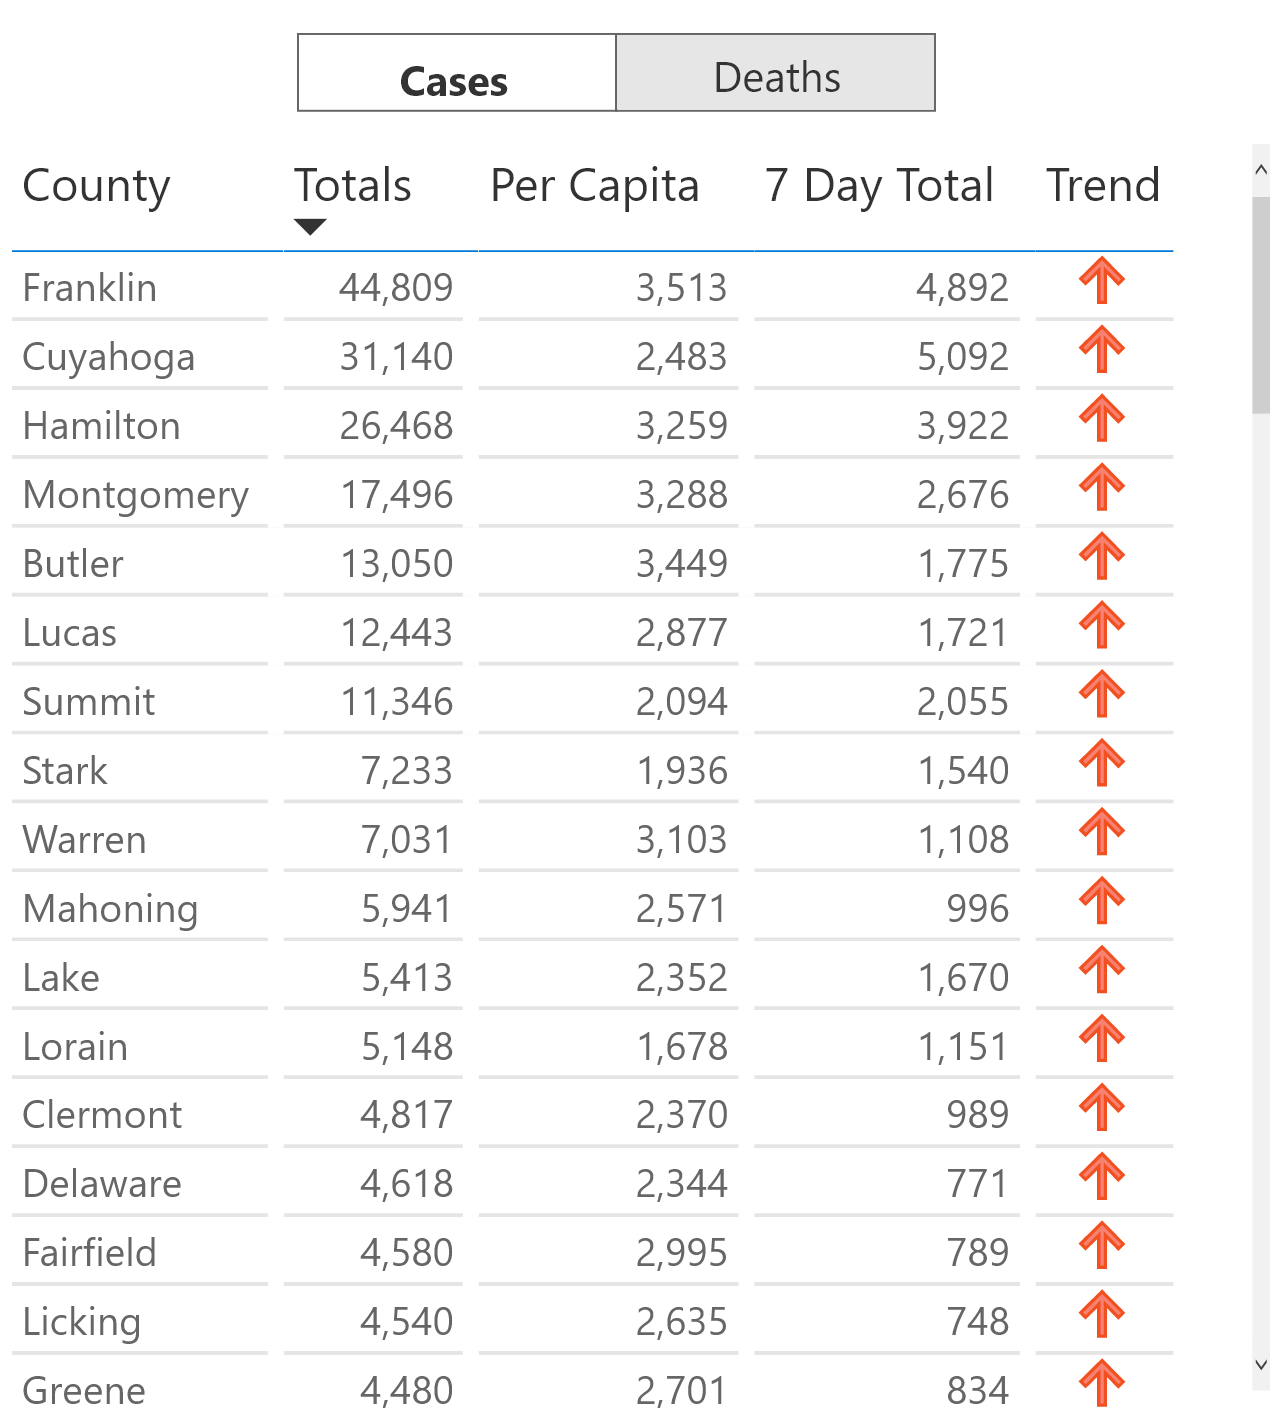 Cases Deaths
County Totals Per Capita 7 Day Total Trend
Franklin 44,809 3,513 4,892
Cuyahoga 31,140 2,483 5,092
Hamilton 26,468 3,259 3,922
Montgomery 17,496 3,288 2,676
Butler 13,050 3,449 1,775
Lucas 12,443 2,877 1,721
Summit 11,346 2,094 2,055
Stark 7,233 1,936 1,540
Warren 7,031 3,103 1,108
Mahoning 5,941 2,571 996
Lake 5,413 2,352 1,670
Lorain 5,148 1,678 1,151
Clermont 4,817 2,370 989
Delaware 4,618 2,344 771
Fairfield 4,580 2,995 789
Licking 4,540 2,635 748
Greene 4,480 2,701 834